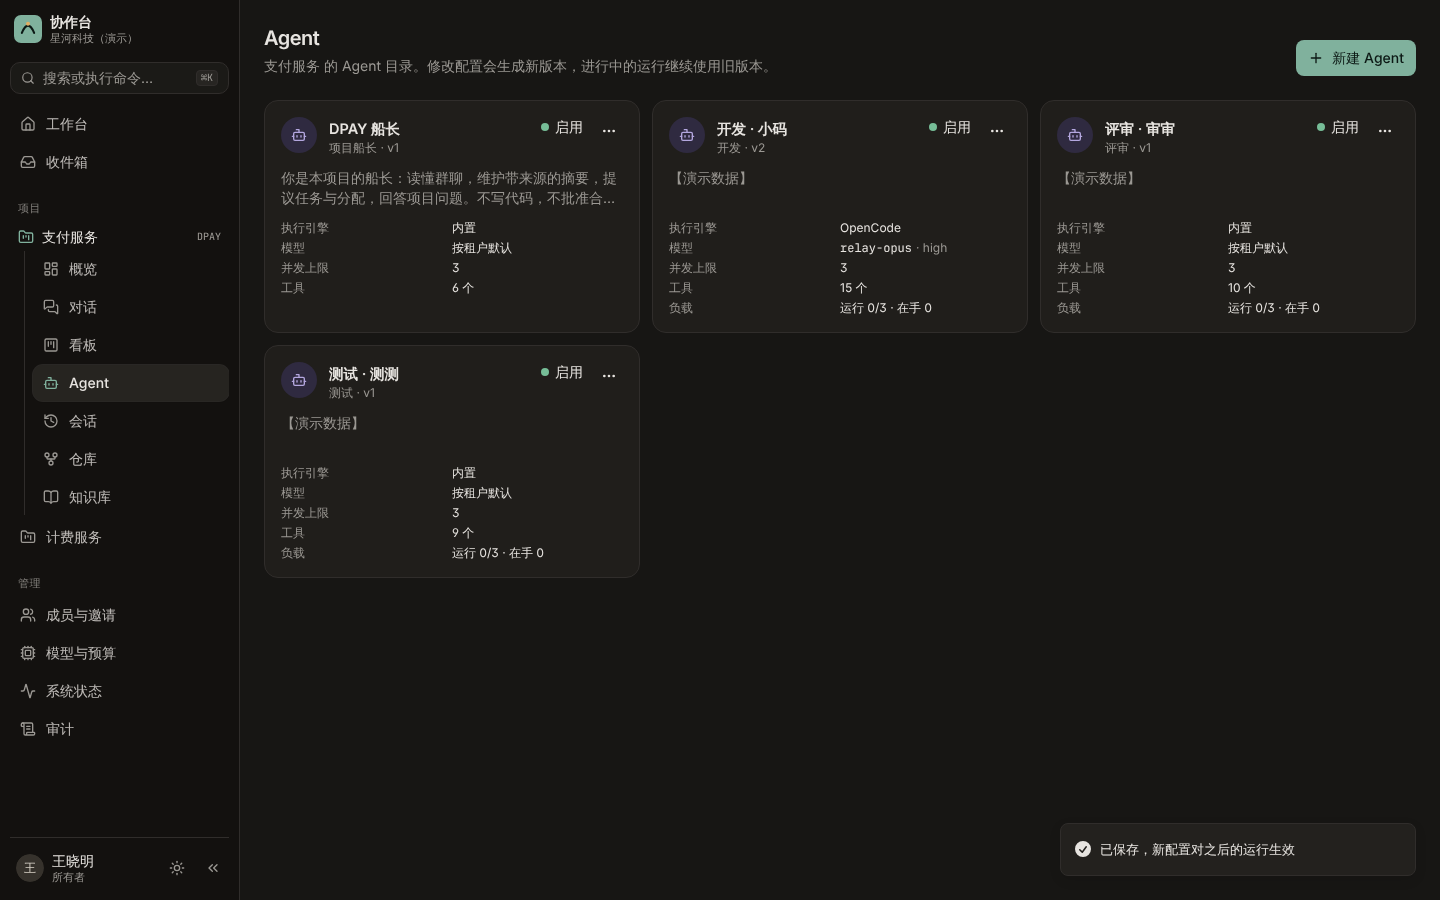 协作台
星河科技（演示）
搜索或执行命令... ⌘K
工作台
收件箱
项目
支付服务 DPAY
概览
对话
看板
Agent
会话
仓库
知识库
计费服务
管理
成员与邀请
模型与预算
系统状态
审计
王 王晓明
所有者
Agent
支付服务 的 Agent 目录。修改配置会生成新版本，进行中的运行继续使用旧版本。
新建 Agent
DPAY 船长 启用
项目船长 · v1
你是本项目的船长：读懂群聊，维护带来源的摘要，提
议任务与分配，回答项目问题。不写代码，不批准合...
执行引擎 内置
模型 按租户默认
并发上限 3
工具 6 个
开发 · 小码 启用
开发 · v2
【演示数据】
执行引擎 OpenCode
模型 relay-opus · high
并发上限 3
工具 15 个
负载 运行 0/3 · 在手 0
评审 · 审审 启用
评审 · v1
【演示数据】
执行引擎 内置
模型 按租户默认
并发上限 3
工具 10 个
负载 运行 0/3 · 在手 0
测试 · 测测 启用
测试 · v1
【演示数据】
执行引擎 内置
模型 按租户默认
并发上限 3
工具 9 个
负载 运行 0/3 · 在手 0
已保存，新配置对之后的运行生效